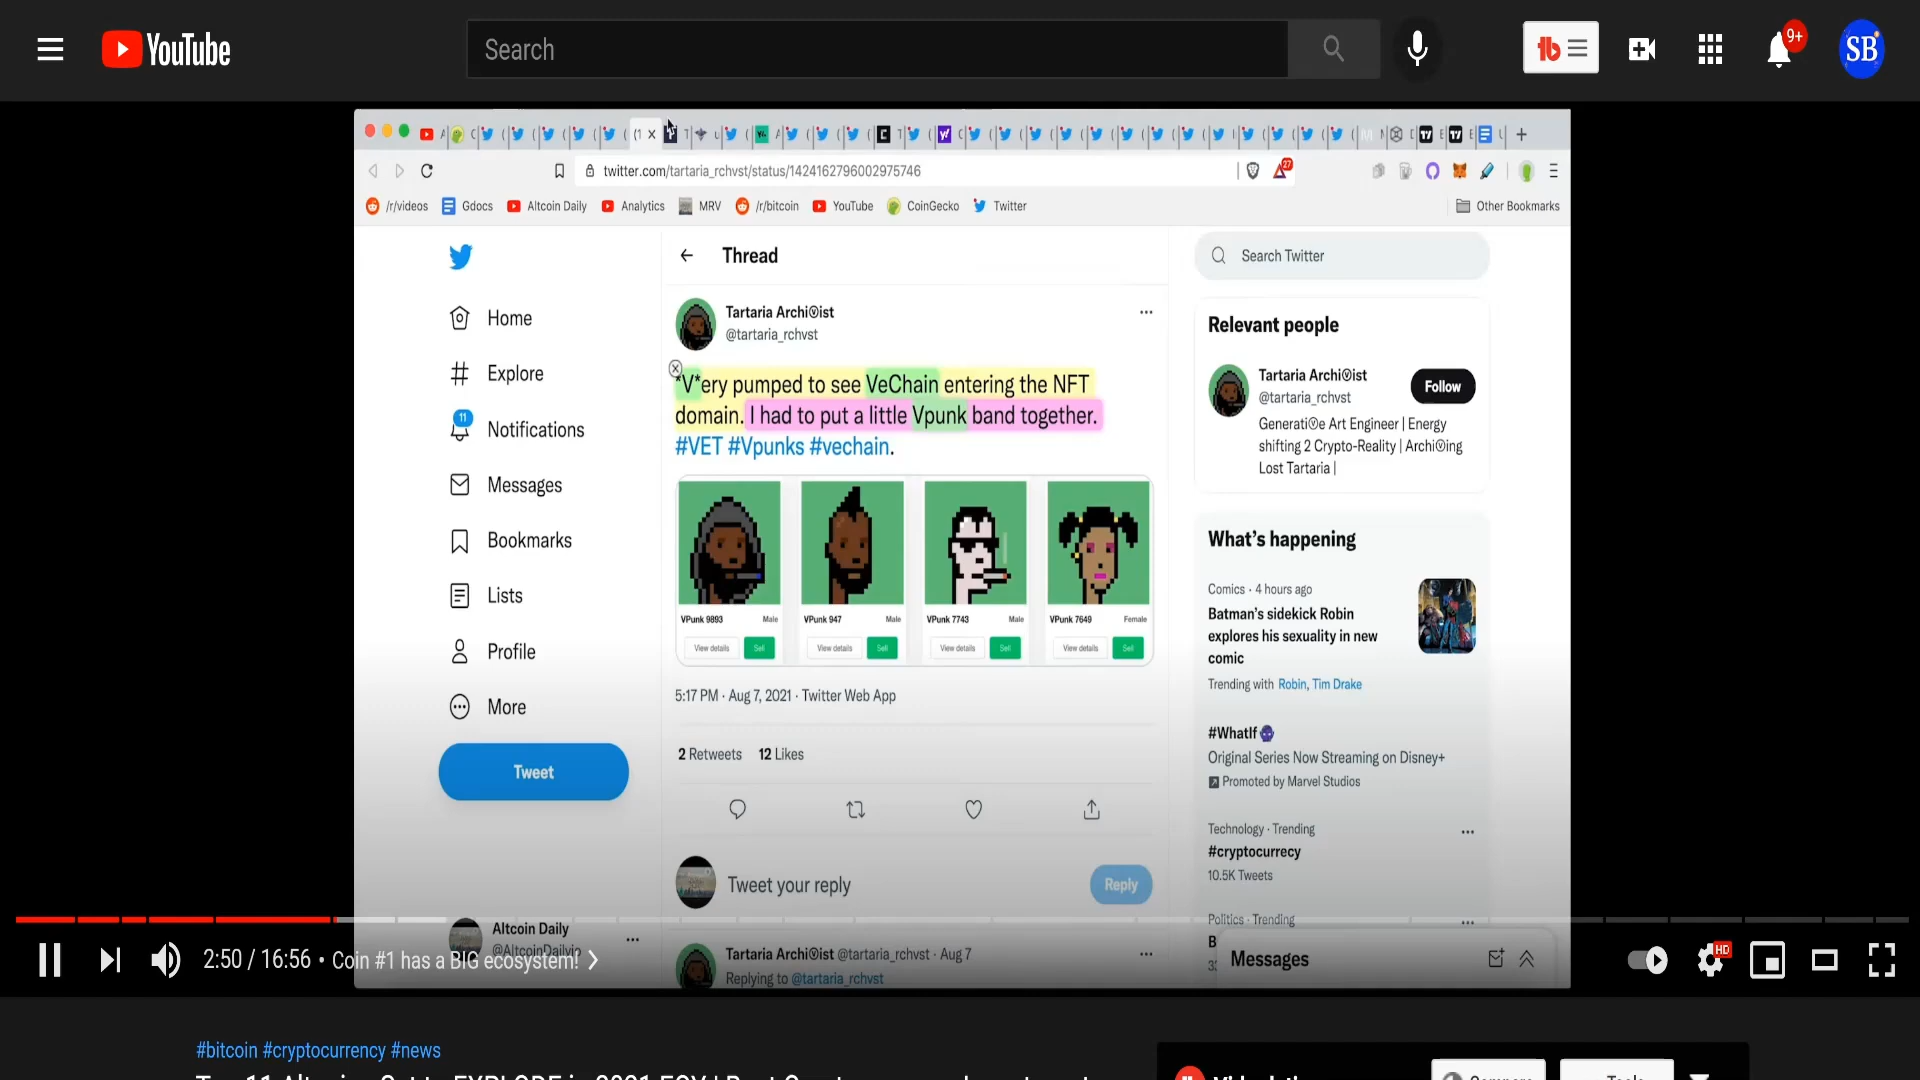 YouTube
Search
9+
SB
twitter.com/tartaria_rchvst/status/1424162796002975746
27
/r/videos Gdocs Altcoin Daily Analytics MRV /r/bitcoin YouTube CoinGecko Twitter Other Bookmarks
Home
Explore
11
Notifications
Messages
Bookmarks
Lists
Profile
More
Tweet
Altcoin Daily
@AltcoinDailyio
Thread
Tartaria Archi♈ist
@tartaria_rchvst
*V*ery pumped to see VeChain entering the NFT
domain. I had to put a little Vpunk band together.
#VET #Vpunks #vechain.
VPunk 9893 Male VPunk 947 Male VPunk 7743 Male VPunk 7649 Female
View details Sell View details Sell View details Sell View details Sell
5:17 PM · Aug 7, 2021 · Twitter Web App
2 Retweets 12 Likes
Tweet your reply
Reply
Tartaria Archi♈ist @tartaria_rchvst · Aug 7
Replying to @tartaria_rchvst
Search Twitter
Relevant people
Tartaria Archi♈ist
@tartaria_rchvst
Follow
Generati♈e Art Engineer | Energy
shifting 2 Crypto-Reality | Archi♈ing
Lost Tartaria |
What's happening
Comics · 4 hours ago
Batman's sidekick Robin
explores his sexuality in new
comic
Trending with Robin, Tim Drake
#WhatIf
Original Series Now Streaming on Disney+
Promoted by Marvel Studios
Technology · Trending
#cryptocurrecy
10.5K Tweets
Politics · Trending
Messages
2:50 / 16:56 • Coin #1 has a BIG ecosystem!
HD
#bitcoin #cryptocurrency #news